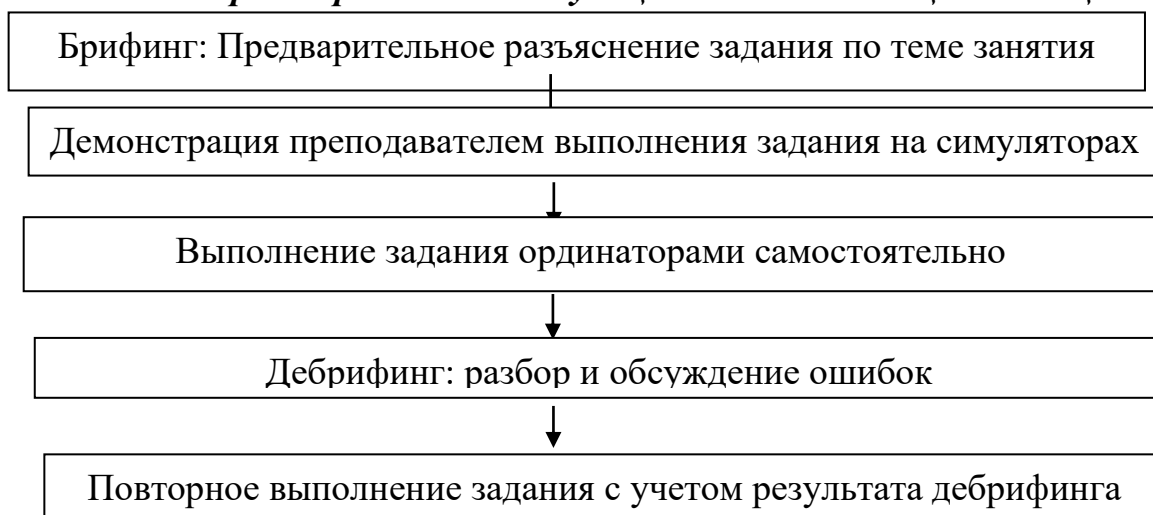 Брифинг: Предварительное разъяснение задания по теме занятия
Демонстрация преподавателем выполнения задания на симуляторах
Выполнение задания ординаторами самостоятельно
Дебрифинг: разбор и обсуждение ошибок
Повторное выполнение задания с учетом результата дебрифинга